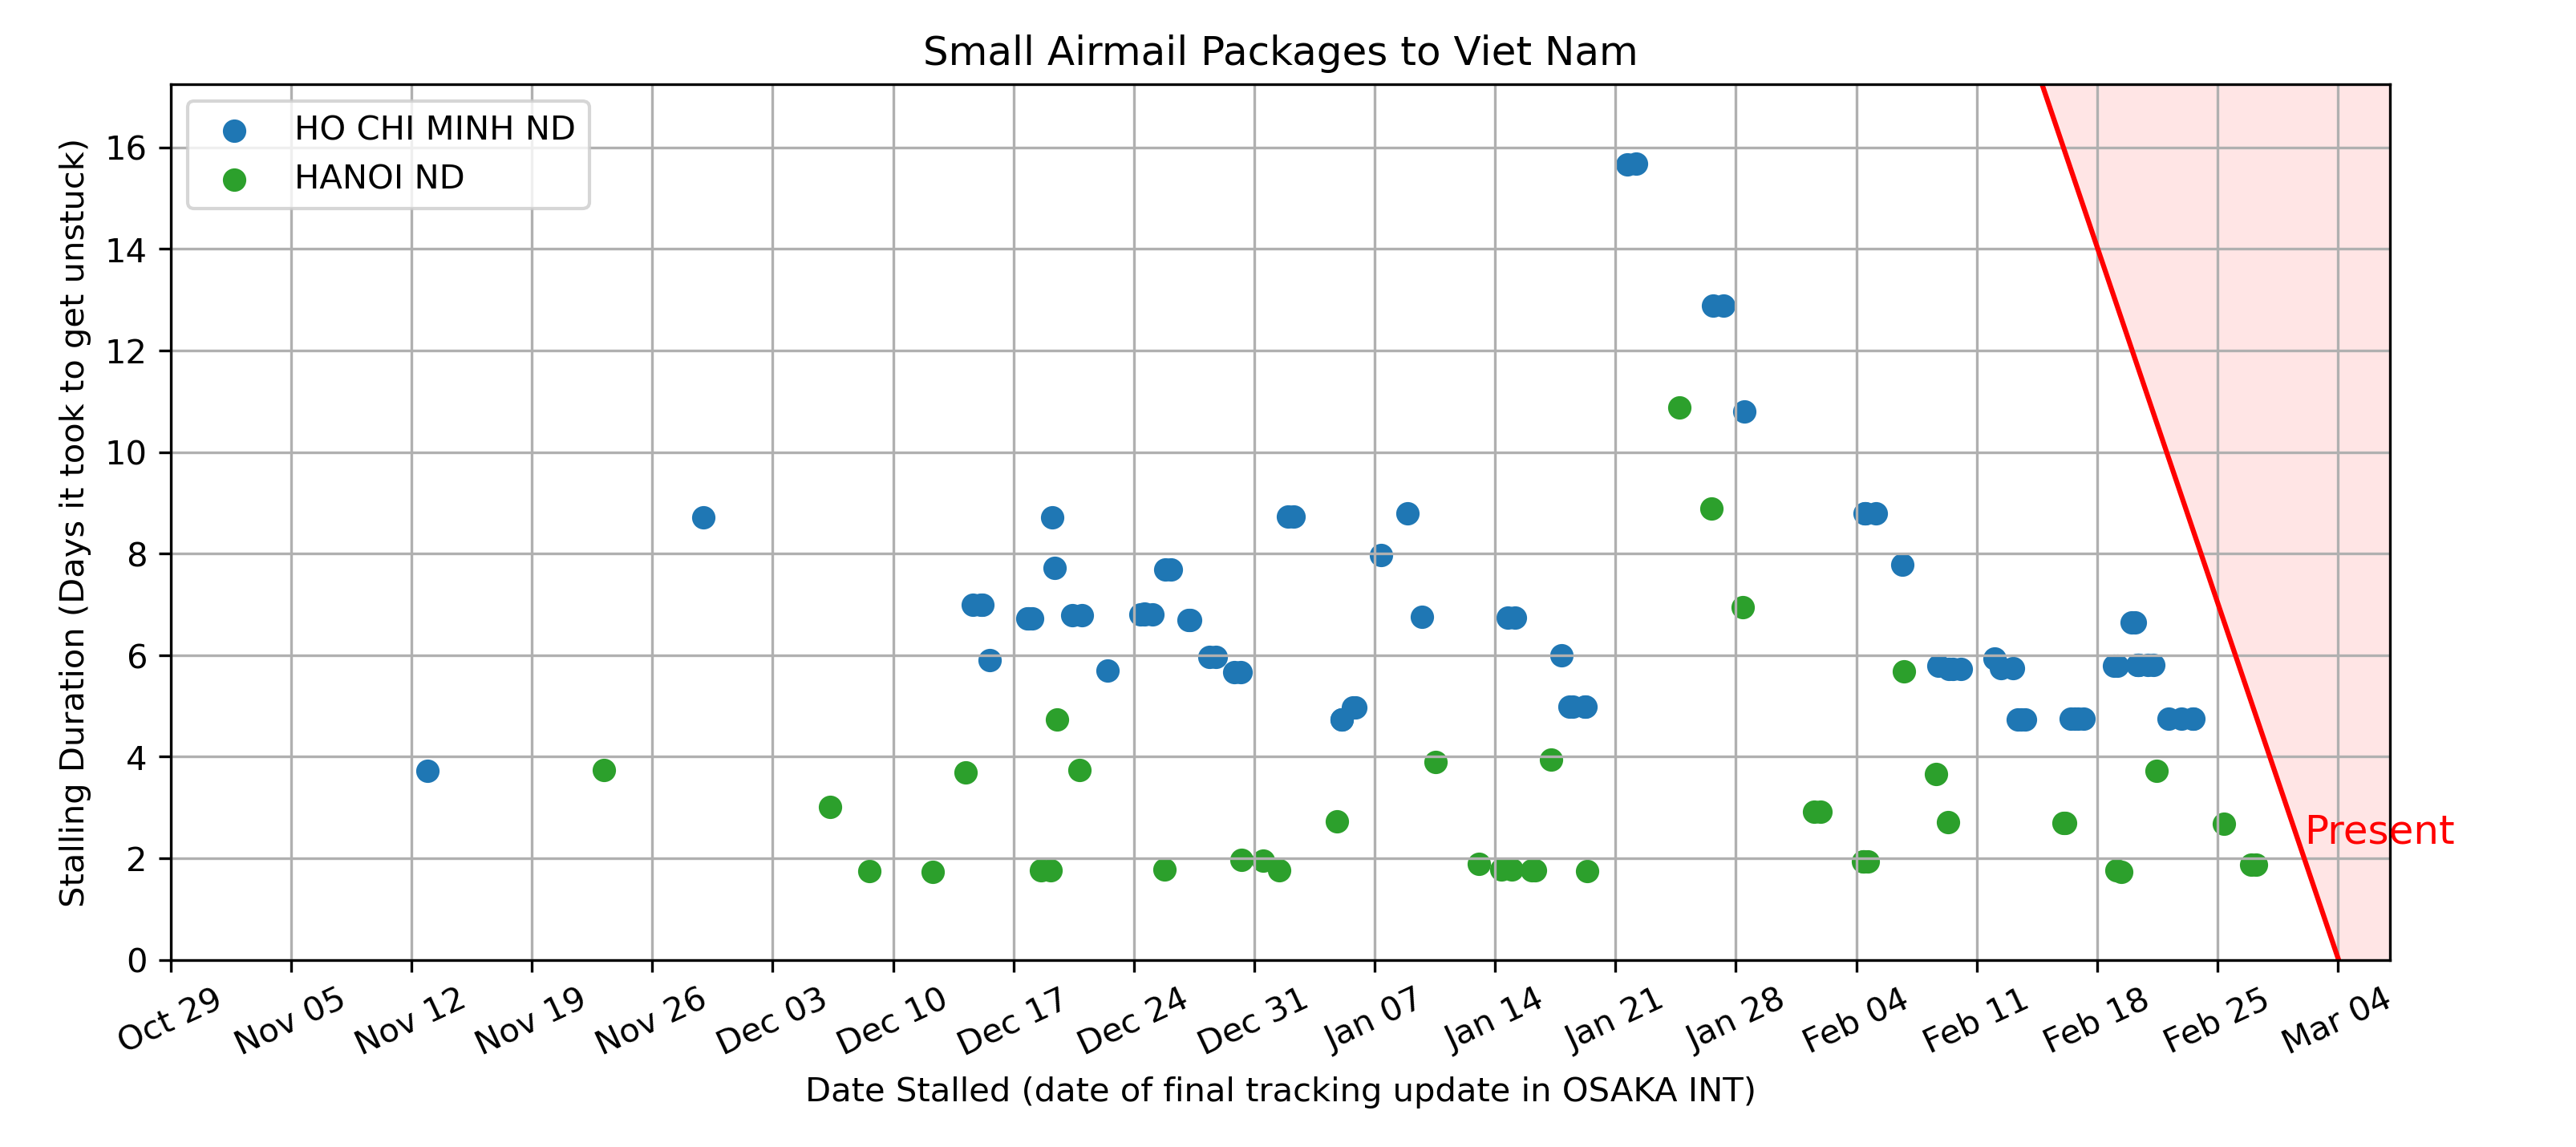 Small Airmail Packages to Viet Nam
HO CHI MINH ND
HANOI ND
Stalling Duration (Days it took to get unstuck)
16
14
12
10
8
6
4
2
0
Present
Oct 29
Nov 05
Nov 12
Nov 19
Nov 26
Dec 03
Dec 10
Dec 17
Dec 24
Dec 31
Jan 07
Jan 14
Jan 21
Jan 28
Feb 04
Feb 11
Feb 18
Feb 25
Mar 04
Date Stalled (date of final tracking update in OSAKA INT)